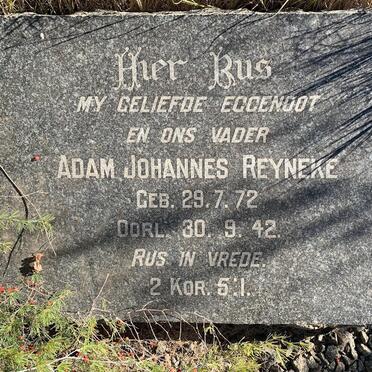 Hier Rus
MY GELIEFDE EGGENOOT
EN ONS VADER
ADAM JOHANNES REYNEKE
GEB. 29.7.72
OORL. 30.9.42.
RUS IN VREDE.
2 KOR. 5:1.